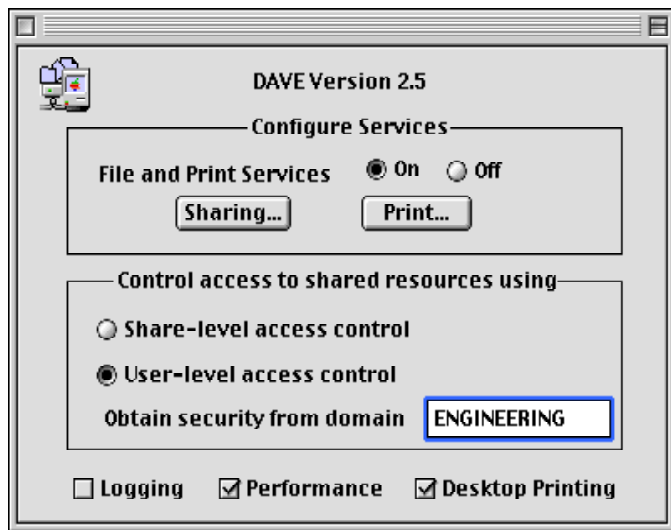 DAVE Version 2.5
Configure Services
File and Print Services On Off
Sharing... Print...
Control access to shared resources using
Share-level access control
User-level access control
Obtain security from domain ENGINEERING
Logging Performance Desktop Printing